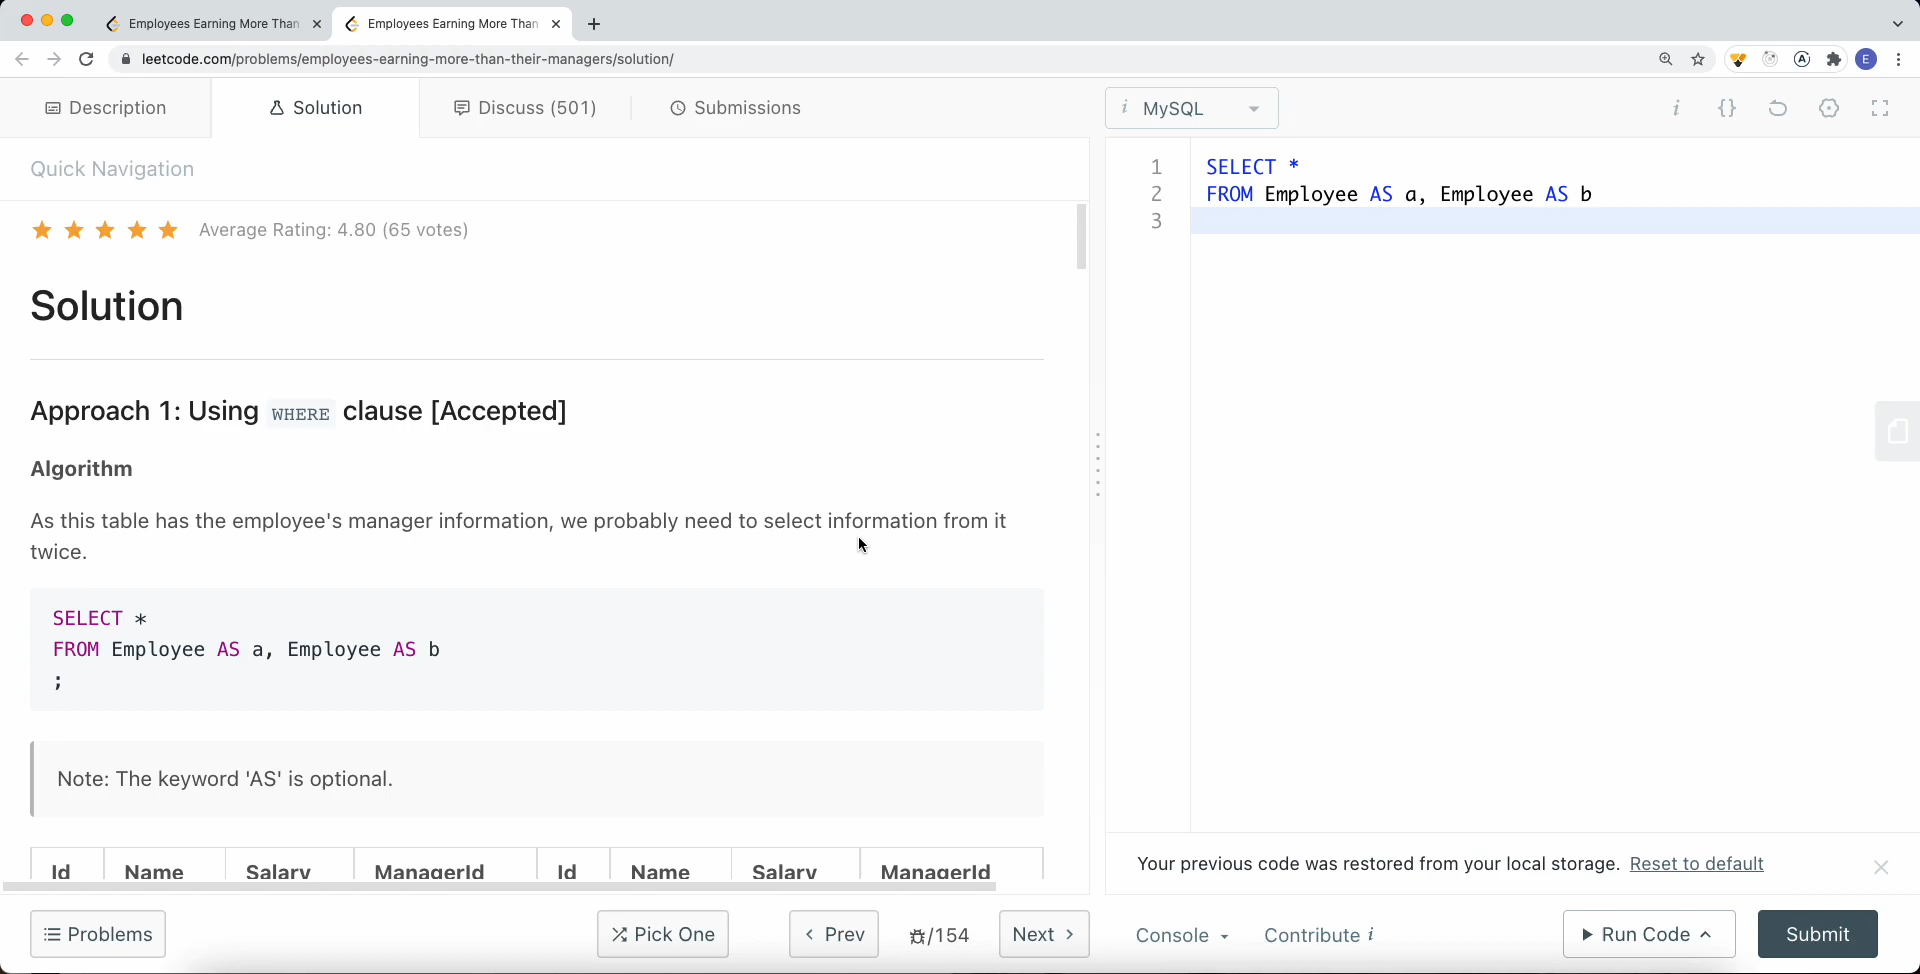 Employees Earning More Than
Employees Earning More Than
leetcode.com/problems/employees-earning-more-than-their-managers/solution/
A
E
Description
Solution
Discuss (501)
Submissions
i MySQL
i {}
Quick Navigation
Average Rating: 4.80 (65 votes)
Solution
Approach 1: Using WHERE clause [Accepted]
Algorithm
As this table has the employee's manager information, we probably need to select information from it
twice.
SELECT *
FROM Employee AS a, Employee AS b
;
Note: The keyword 'AS' is optional.
Id Name Salary ManagerId Id Name Salary ManagerId
1 SELECT *
2 FROM Employee AS a, Employee AS b
3
Your previous code was restored from your local storage. Reset to default
Problems
Pick One
Prev
/154
Next
Console
Contribute i
Run Code
Submit